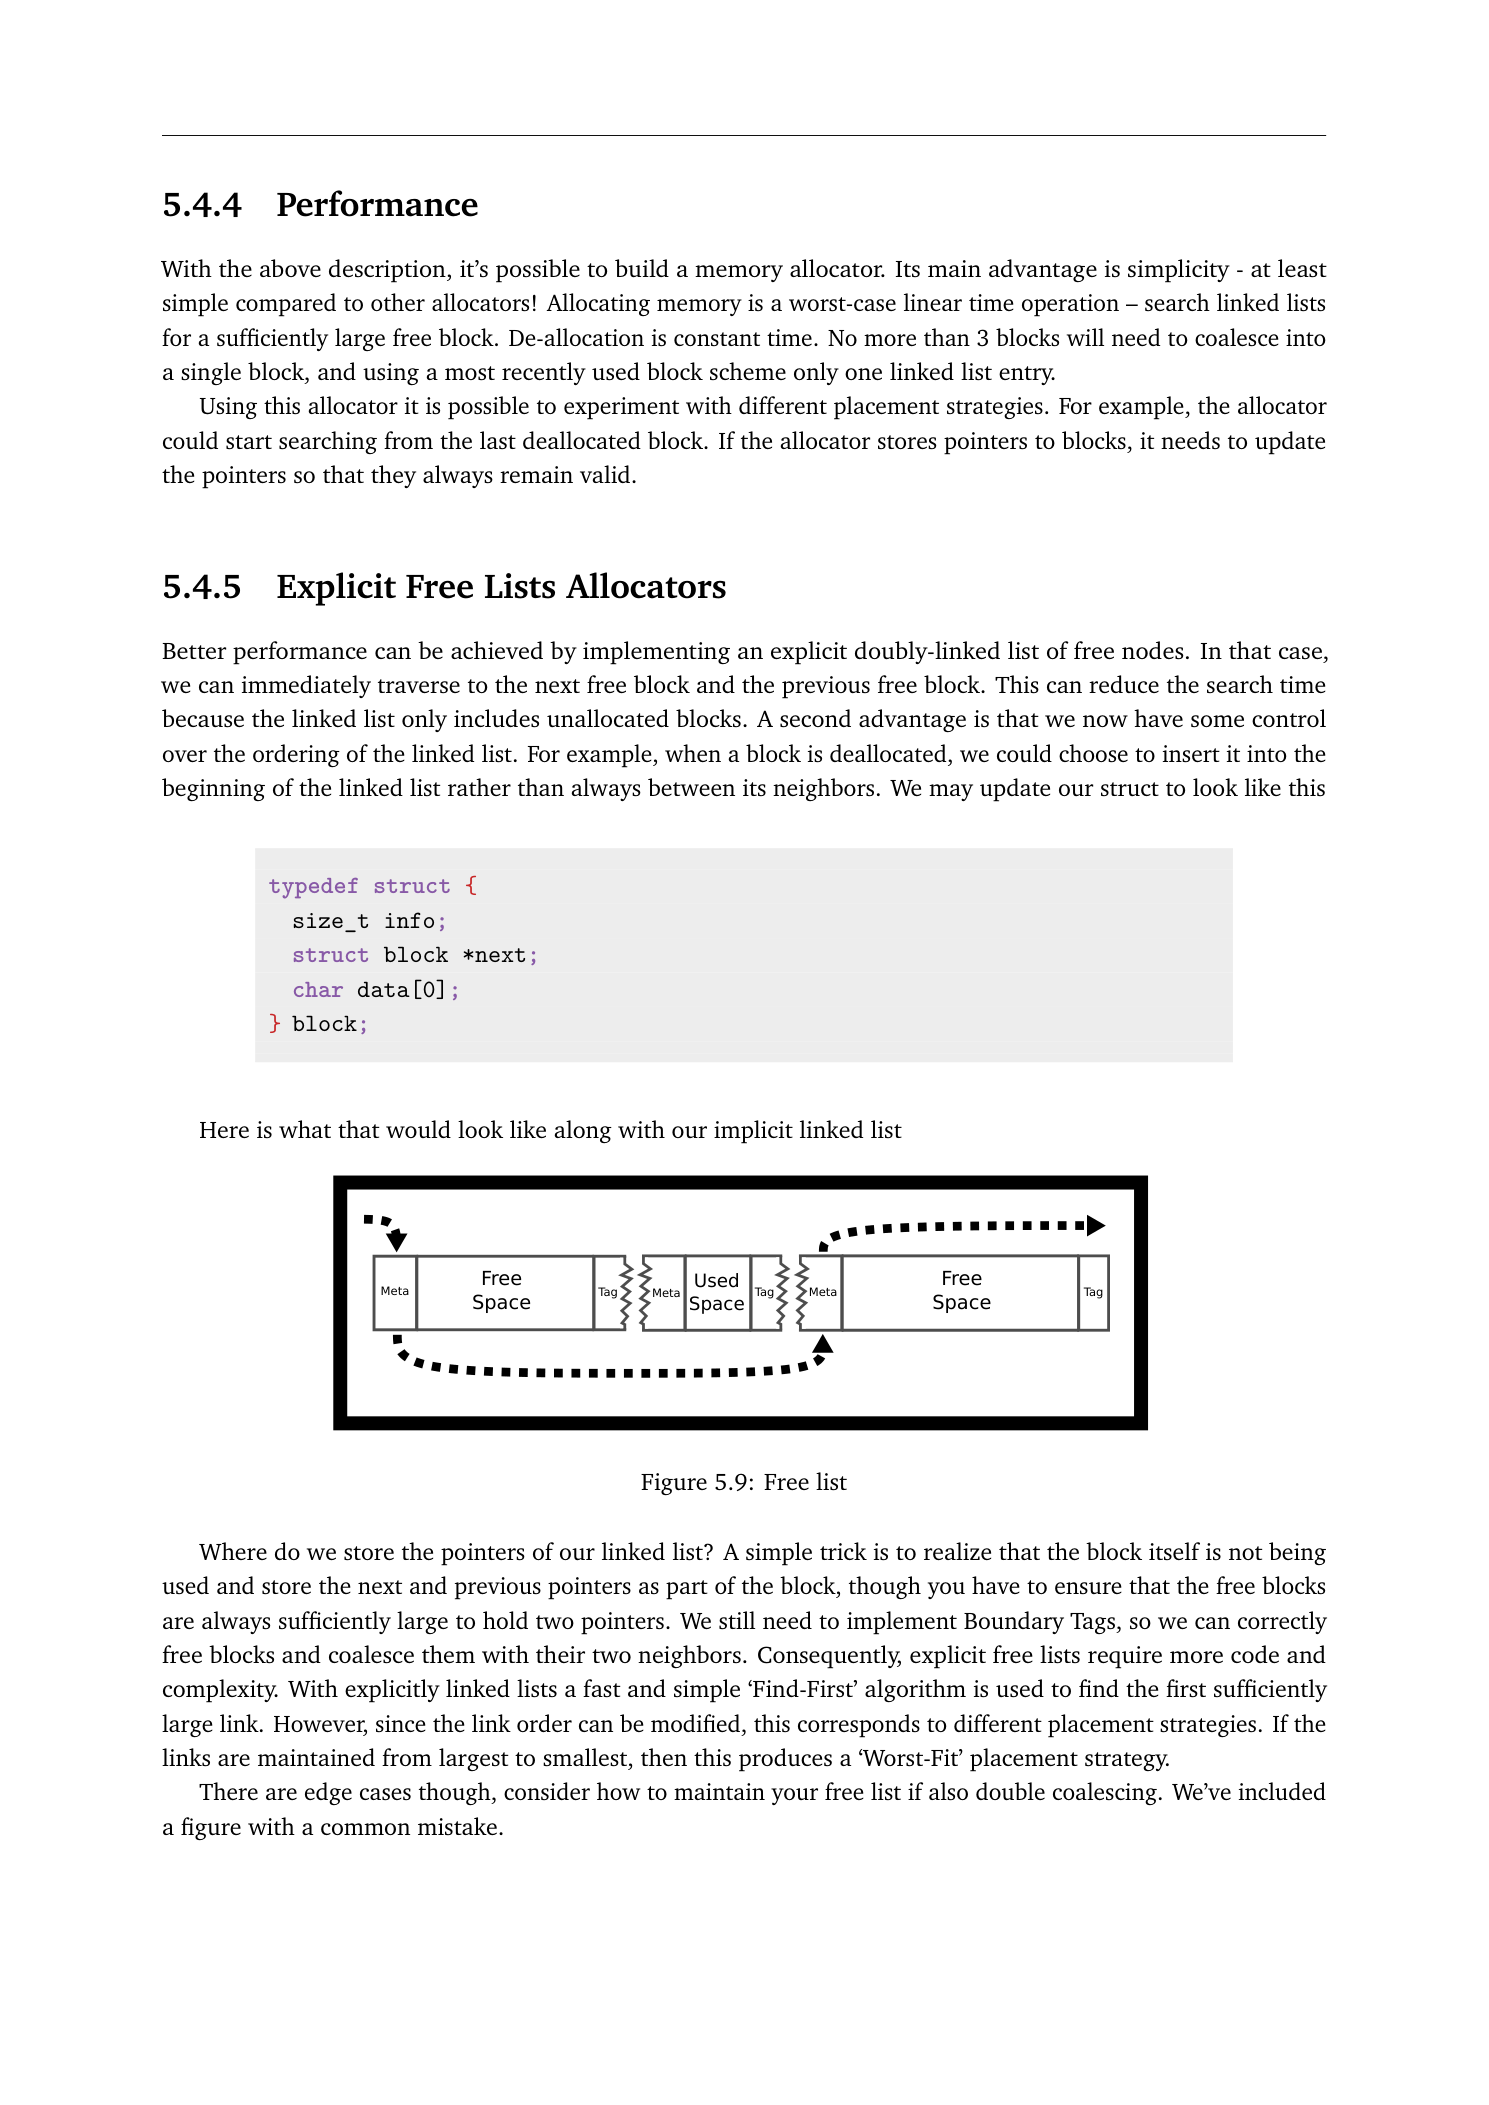 5.4.4 Performance
With the above description, it's possible to build a memory allocator. Its main advantage is simplicity - at least
simple compared to other allocators! Allocating memory is a worst-case linear time operation – search linked lists
for a sufficiently large free block. De-allocation is constant time. No more than 3 blocks will need to coalesce into
a single block, and using a most recently used block scheme only one linked list entry.
Using this allocator it is possible to experiment with different placement strategies. For example, the allocator
could start searching from the last deallocated block. If the allocator stores pointers to blocks, it needs to update
the pointers so that they always remain valid.
5.4.5 Explicit Free Lists Allocators
Better performance can be achieved by implementing an explicit doubly-linked list of free nodes. In that case,
we can immediately traverse to the next free block and the previous free block. This can reduce the search time
because the linked list only includes unallocated blocks. A second advantage is that we now have some control
over the ordering of the linked list. For example, when a block is deallocated, we could choose to insert it into the
beginning of the linked list rather than always between its neighbors. We may update our struct to look like this
typedef struct {
size_t info;
struct block *next;
char data[0];
} block;
Here is what that would look like along with our implicit linked list
Meta
Free
Space
Tag
Meta
Used
Space
Tag
Meta
Free
Space
Tag
Figure 5.9: Free list
Where do we store the pointers of our linked list? A simple trick is to realize that the block itself is not being
used and store the next and previous pointers as part of the block, though you have to ensure that the free blocks
are always sufficiently large to hold two pointers. We still need to implement Boundary Tags, so we can correctly
free blocks and coalesce them with their two neighbors. Consequently, explicit free lists require more code and
complexity. With explicitly linked lists a fast and simple ‘Find-First’ algorithm is used to find the first sufficiently
large link. However, since the link order can be modified, this corresponds to different placement strategies. If the
links are maintained from largest to smallest, then this produces a ‘Worst-Fit’ placement strategy.
There are edge cases though, consider how to maintain your free list if also double coalescing. We've included
a figure with a common mistake.